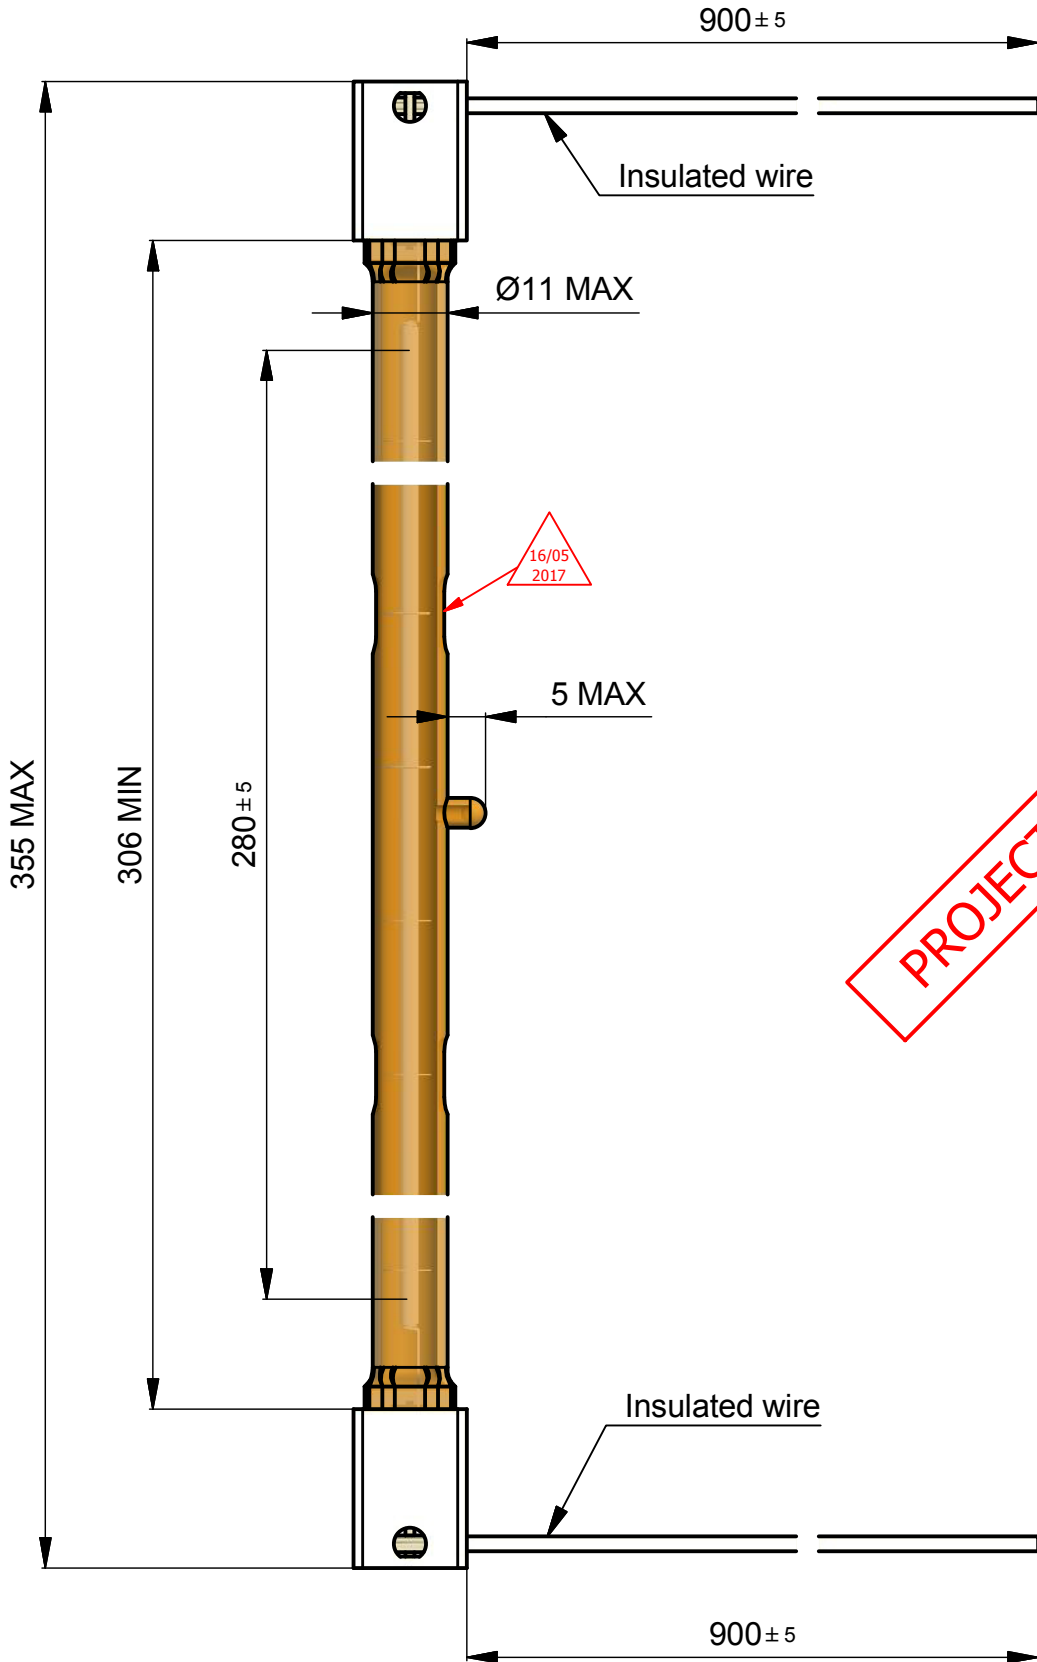 900±5
Insulated wire
Ø11 MAX
16/05
2017
5 MAX
355 MAX
306 MIN
280±5
PROJECT
Insulated wire
900±5